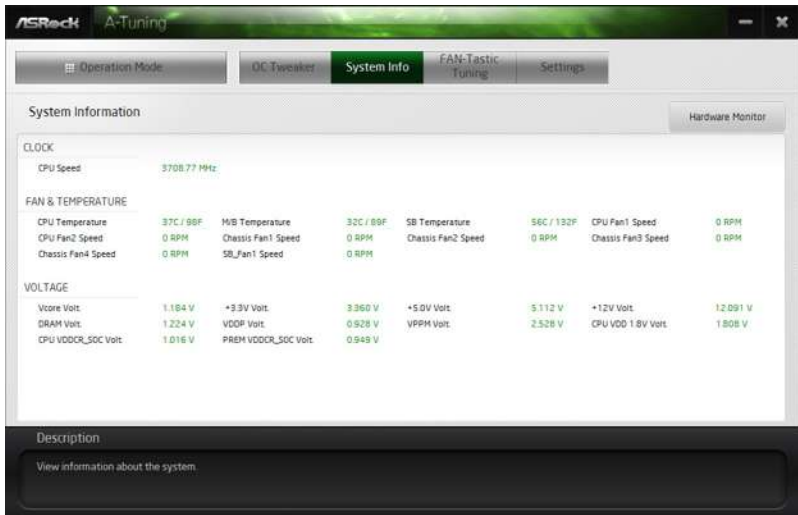 ASRock A-Tuning
Operation Mode OC Tweaker System Info FAN-Tastic Tuning Settings
System Information Hardware Monitor
CLOCK
CPU Speed 3708.77 MHz
FAN & TEMPERATURE
CPU Temperature 37C / 98F M/B Temperature 32C / 89F SB Temperature 56C / 132F CPU Fan1 Speed 0 RPM
CPU Fan2 Speed 0 RPM Chassis Fan1 Speed 0 RPM Chassis Fan2 Speed 0 RPM Chassis Fan3 Speed 0 RPM
Chassis Fan4 Speed 0 RPM SB_Fan1 Speed 0 RPM
VOLTAGE
Vcore Volt. 1.184 V +3.3V Volt. 3.360 V +5.0V Volt. 5.112 V +12V Volt. 12.091 V
DRAM Volt. 1.224 V VDDP Volt. 0.928 V VPPM Volt. 2.528 V CPU VDD 1.8V Volt. 1.808 V
CPU VDDCR_SOC Volt. 1.016 V PREM VDDCR_SOC Volt. 0.949 V
Description
View information about the system.